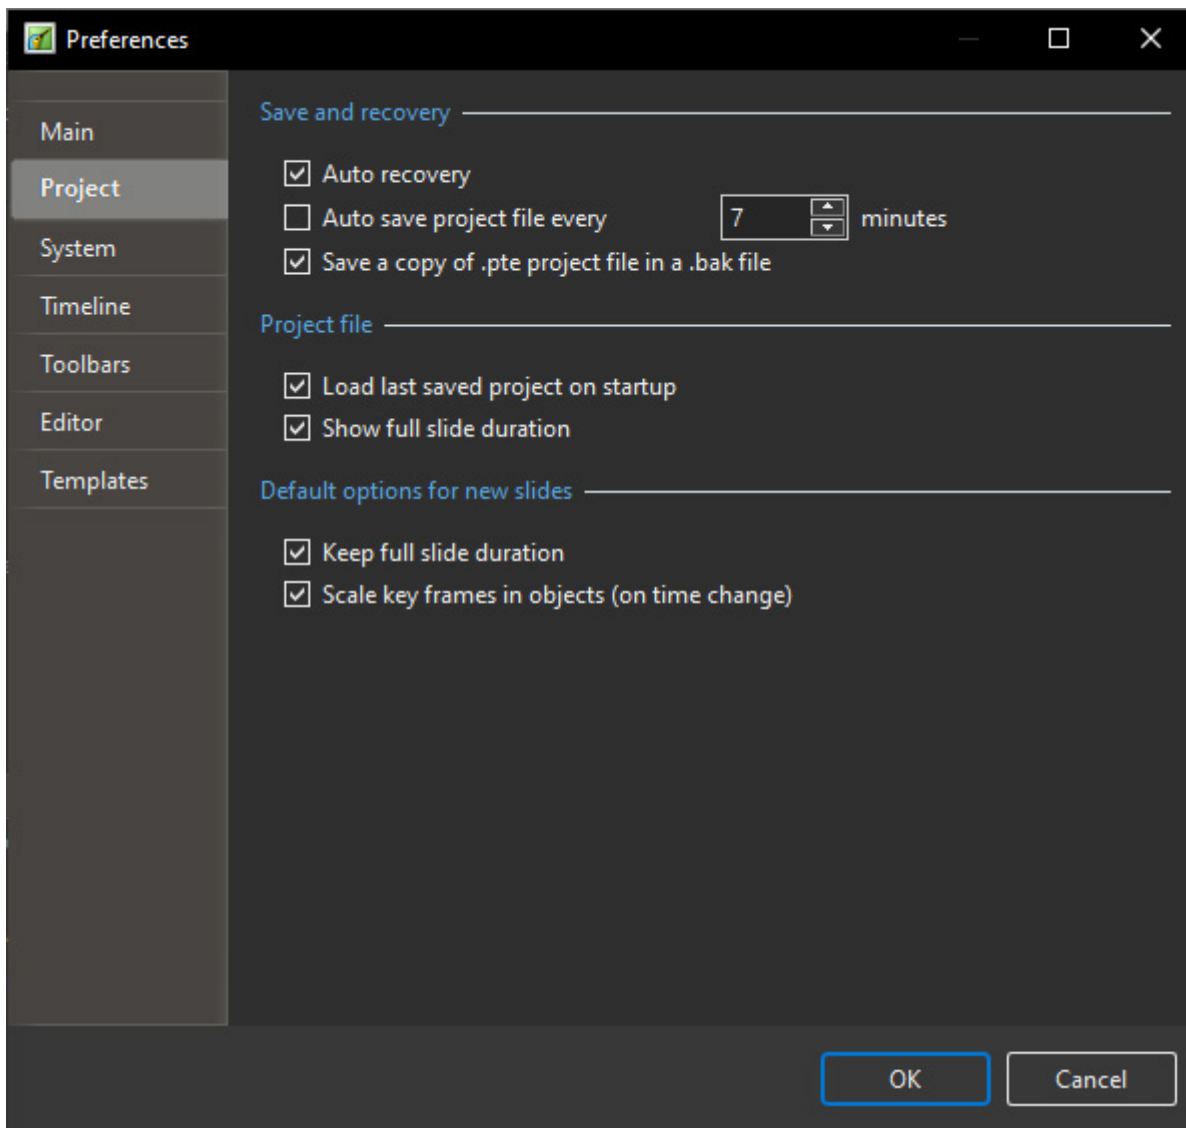 Preferences
Main
Project
System
Timeline
Toolbars
Editor
Templates
Save and recovery
Auto recovery
Auto save project file every 7 minutes
Save a copy of .pte project file in a .bak file
Project file
Load last saved project on startup
Show full slide duration
Default options for new slides
Keep full slide duration
Scale key frames in objects (on time change)
OK Cancel